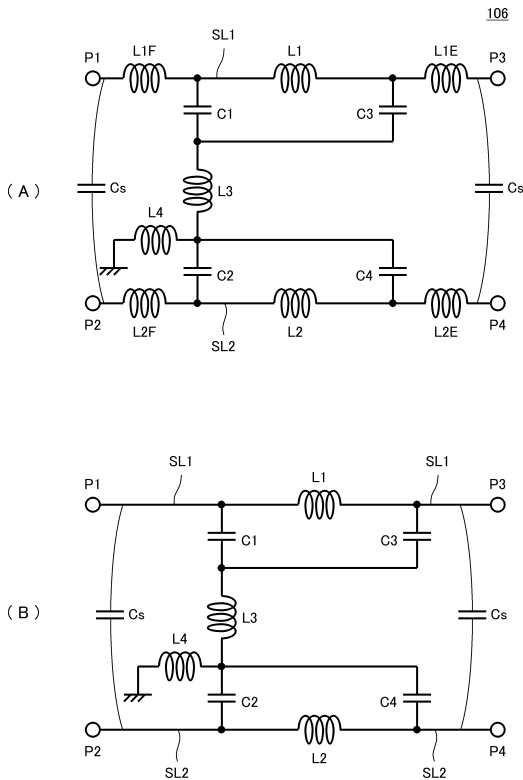 106
SL1
P1 L1F L1 L1E P3
C1 C3
(A) Cs L3 Cs
L4
C2 C4
P2 L2F L2 L2E P4
SL2
SL1 SL1
P1 L1 P3
C1 C3
(B) Cs L3 Cs
L4
C2 C4
P2 L2 P4
SL2 SL2